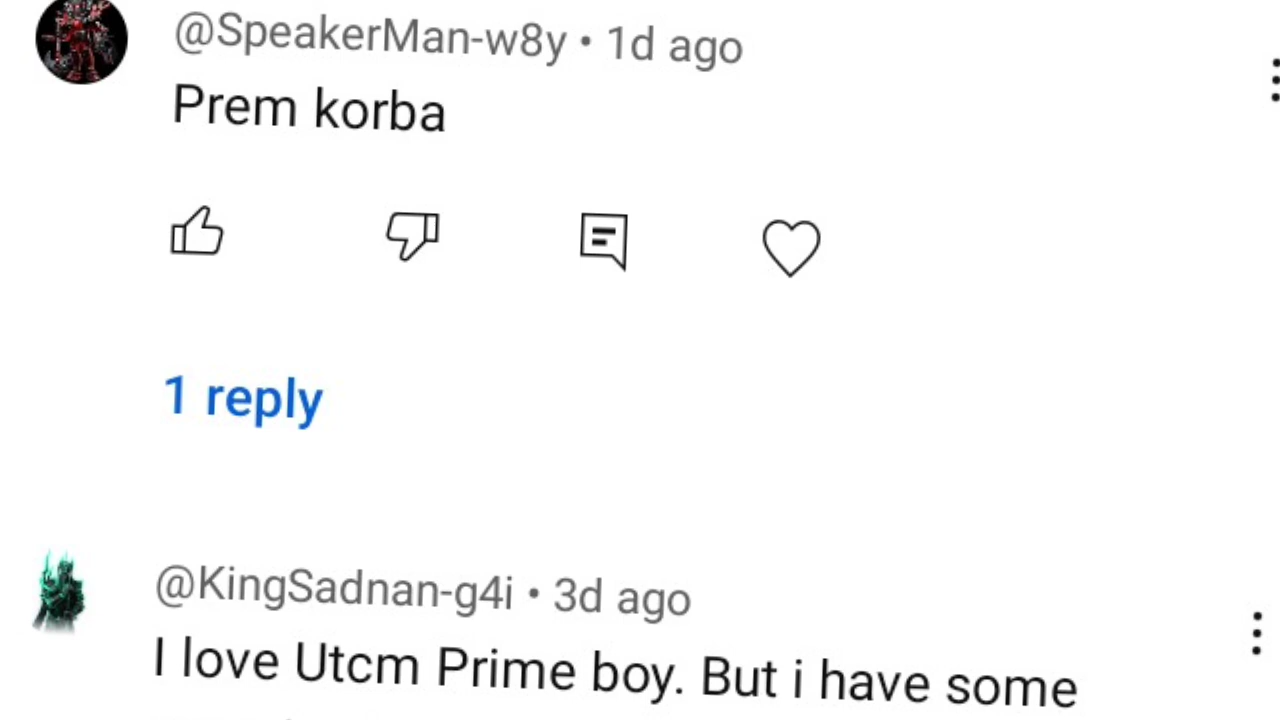 @SpeakerMan-w8y • 1d ago
Prem korba
1 reply
@KingSadnan-g4i • 3d ago
I love Utcm Prime boy. But i have some